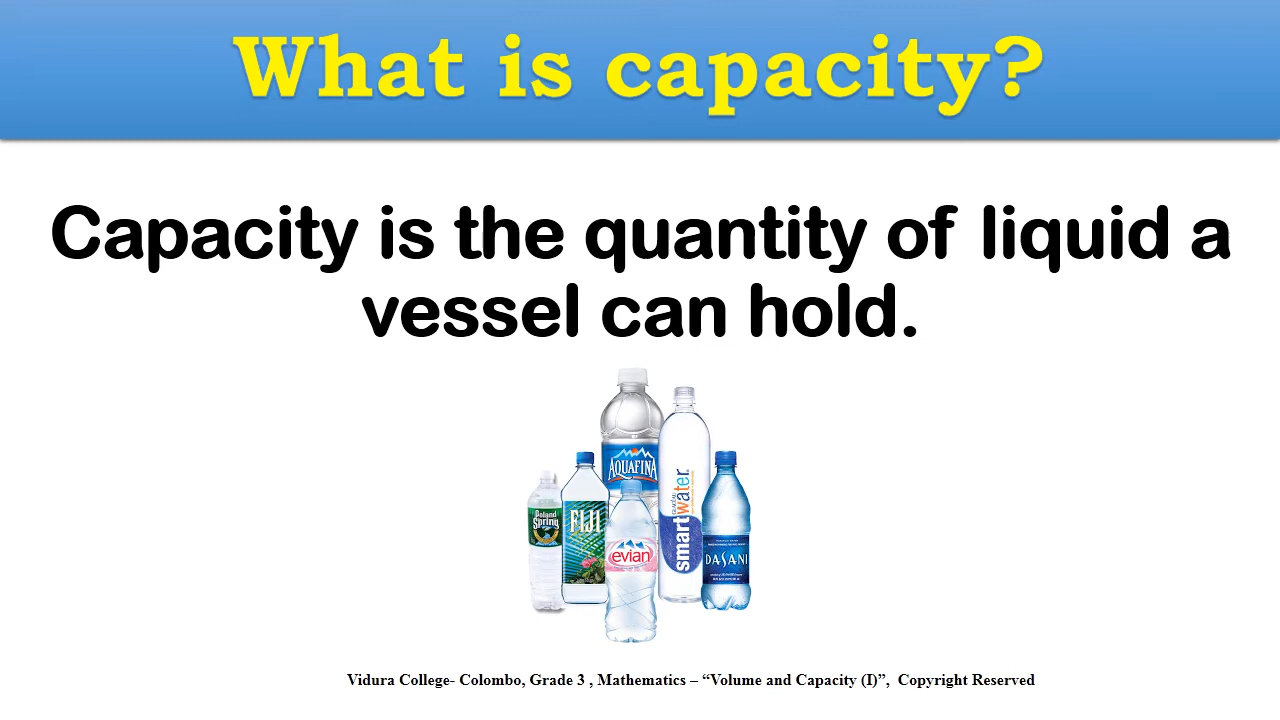 What is capacity?
Capacity is the quantity of liquid a
vessel can hold.
AQUAFINA
Poland
Spring
FIJI
evian
glacéau
smartwater
DASANI
Vidura College- Colombo, Grade 3 , Mathematics – “Volume and Capacity (I)”,  Copyright Reserved